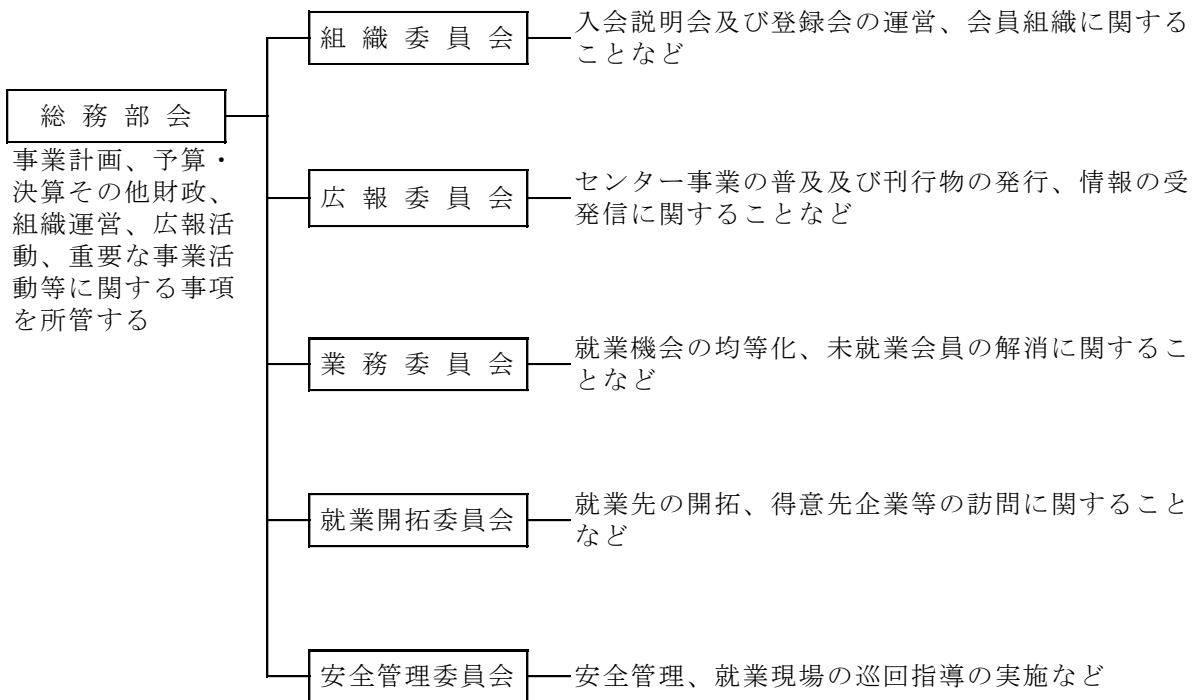 組織委員会
入会説明会及び登録会の運営、会員組織に関する
ことなど
総務部会
事業計画、予算・
決算その他財政、
組織運営、広報活
動、重要な事業活
動等に関する事項
を所管する
広報委員会
センター事業の普及及び刊行物の発行、情報の受
発信に関することなど
業務委員会
就業機会の均等化、未就業会員の解消に関するこ
となど
就業開拓委員会
就業先の開拓、得意先企業等の訪問に関すること
など
安全管理委員会
安全管理、就業現場の巡回指導の実施など